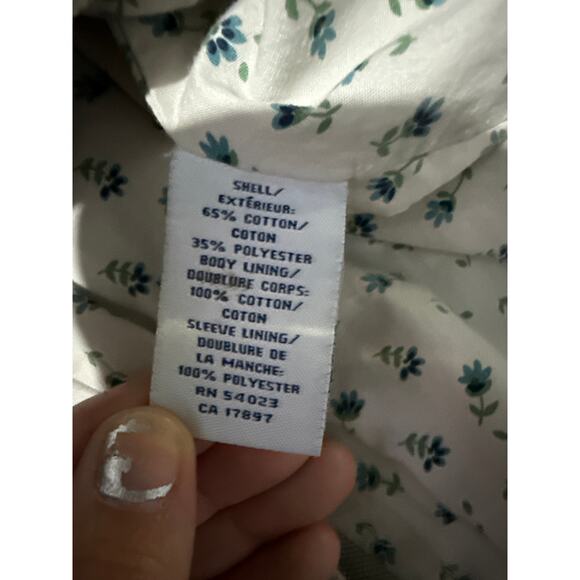 SHELL/
EXTÉRIEUR:
65% COTTON/
COTON
35% POLYESTER
BODY LINING/
DOUBLURE CORPS:
100% COTTON/
COTON
SLEEVE LINING/
DOUBLURE DE
LA MANCHE:
100% POLYESTER
RN 54023
CA 17897